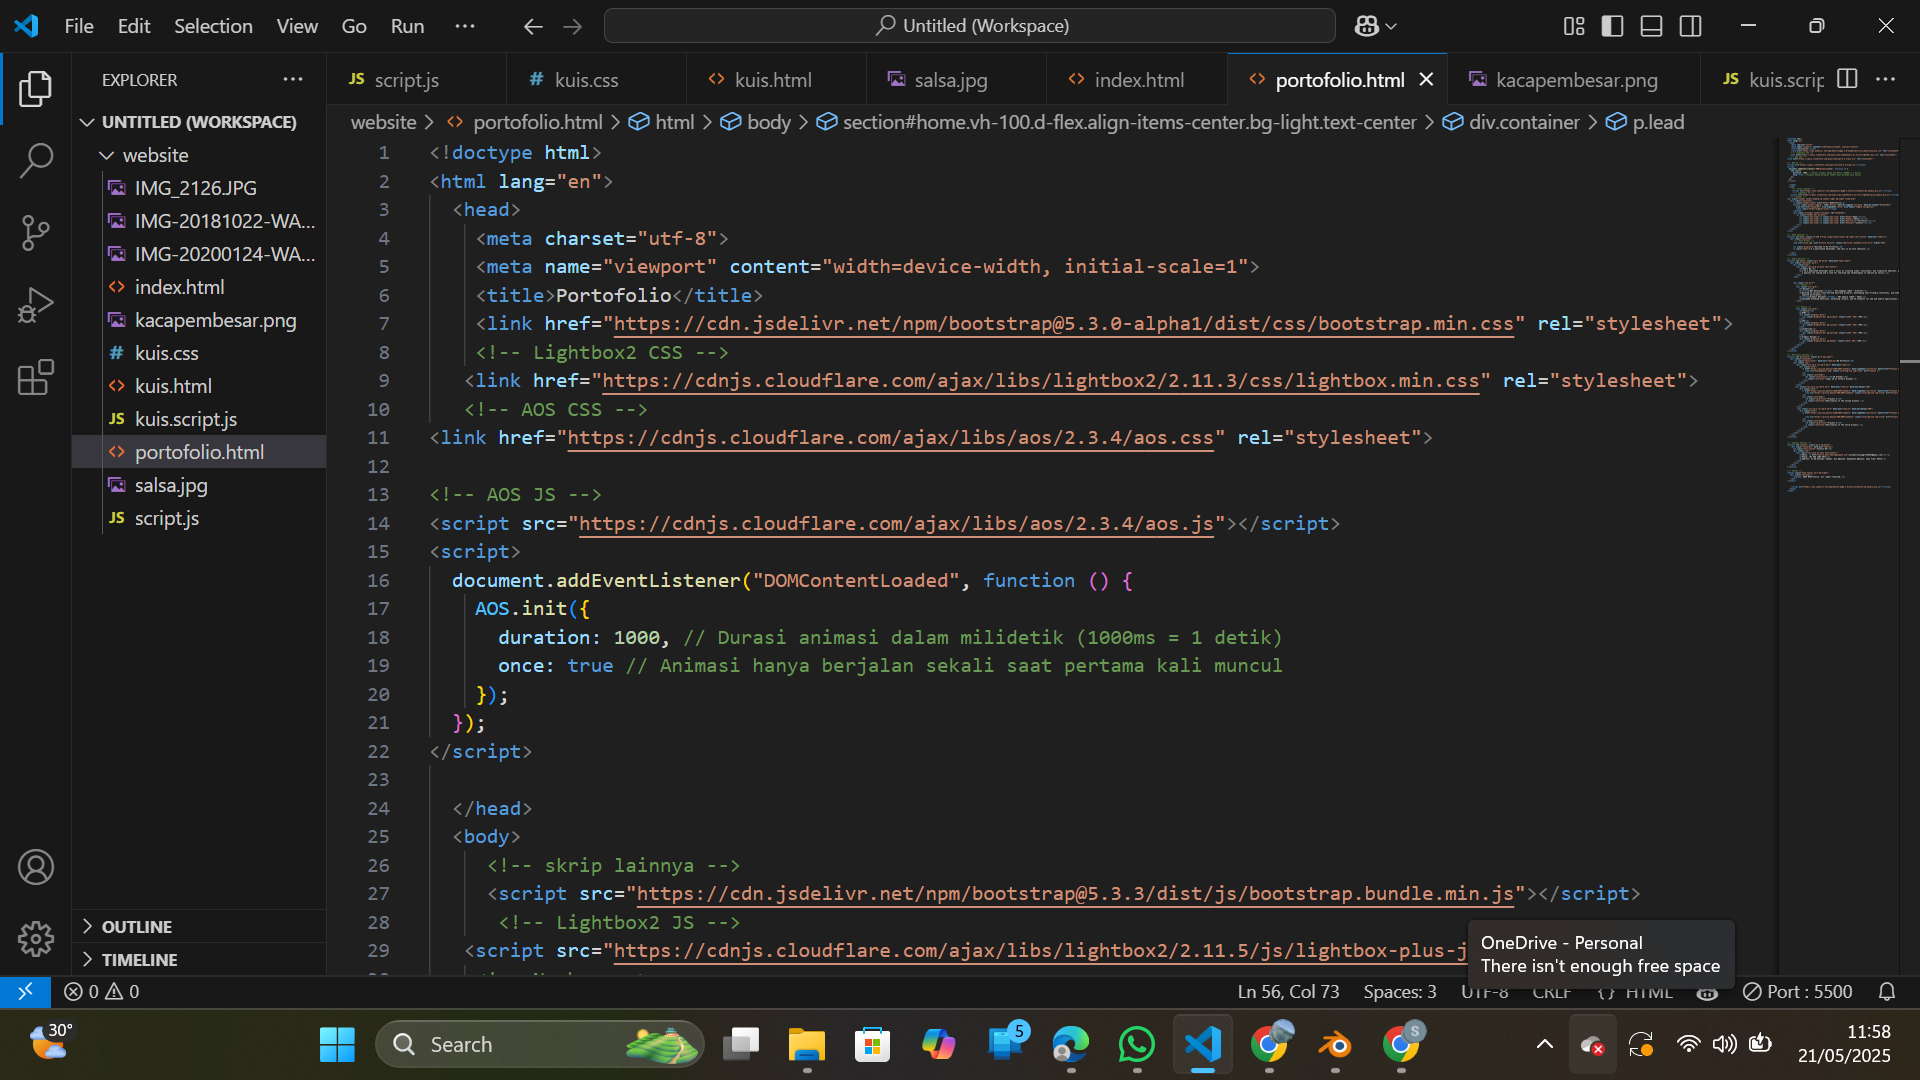 File Edit Selection View Go Run ···
Untitled (Workspace)
EXPLORER
UNTITLED (WORKSPACE)
website
IMG_2126.JPG
IMG-20181022-WA...
IMG-20200124-WA...
index.html
kacapembesar.png
# kuis.css
kuis.html
JS kuis.script.js
portofolio.html
salsa.jpg
JS script.js
OUTLINE
TIMELINE
JS script.js # kuis.css kuis.html salsa.jpg index.html portofolio.html kacapembesar.png JS kuis.scrip
website > portofolio.html > html > body > section#home.vh-100.d-flex.align-items-center.bg-light.text-center > div.container > p.lead
1 <!doctype html>
2 <html lang="en">
3 <head>
4 <meta charset="utf-8">
5 <meta name="viewport" content="width=device-width, initial-scale=1">
6 <title>Portofolio</title>
7 <link href="https://cdn.jsdelivr.net/npm/bootstrap@5.3.0-alpha1/dist/css/bootstrap.min.css" rel="stylesheet">
8 <!-- Lightbox2 CSS -->
9 <link href="https://cdnjs.cloudflare.com/ajax/libs/lightbox2/2.11.3/css/lightbox.min.css" rel="stylesheet">
10 <!-- AOS CSS -->
11 <link href="https://cdnjs.cloudflare.com/ajax/libs/aos/2.3.4/aos.css" rel="stylesheet">
12
13 <!-- AOS JS -->
14 <script src="https://cdnjs.cloudflare.com/ajax/libs/aos/2.3.4/aos.js"></script>
15 <script>
16 document.addEventListener("DOMContentLoaded", function () {
17 AOS.init({
18 duration: 1000, // Durasi animasi dalam milidetik (1000ms = 1 detik)
19 once: true // Animasi hanya berjalan sekali saat pertama kali muncul
20 });
21 });
22 </script>
23
24 </head>
25 <body>
26 <!-- skrip lainnya -->
27 <script src="https://cdn.jsdelivr.net/npm/bootstrap@5.3.3/dist/js/bootstrap.bundle.min.js"></script>
28 <!-- Lightbox2 JS -->
29 <script src="https://cdnjs.cloudflare.com/ajax/libs/lightbox2/2.11.5/js/lightbox-plus-j
OneDrive - Personal
There isn't enough free space
0 0 Ln 56, Col 73 Spaces: 3 UTF-8 CRLF {} HTML Port : 5500
30° Search 5 S 11:58
21/05/2025